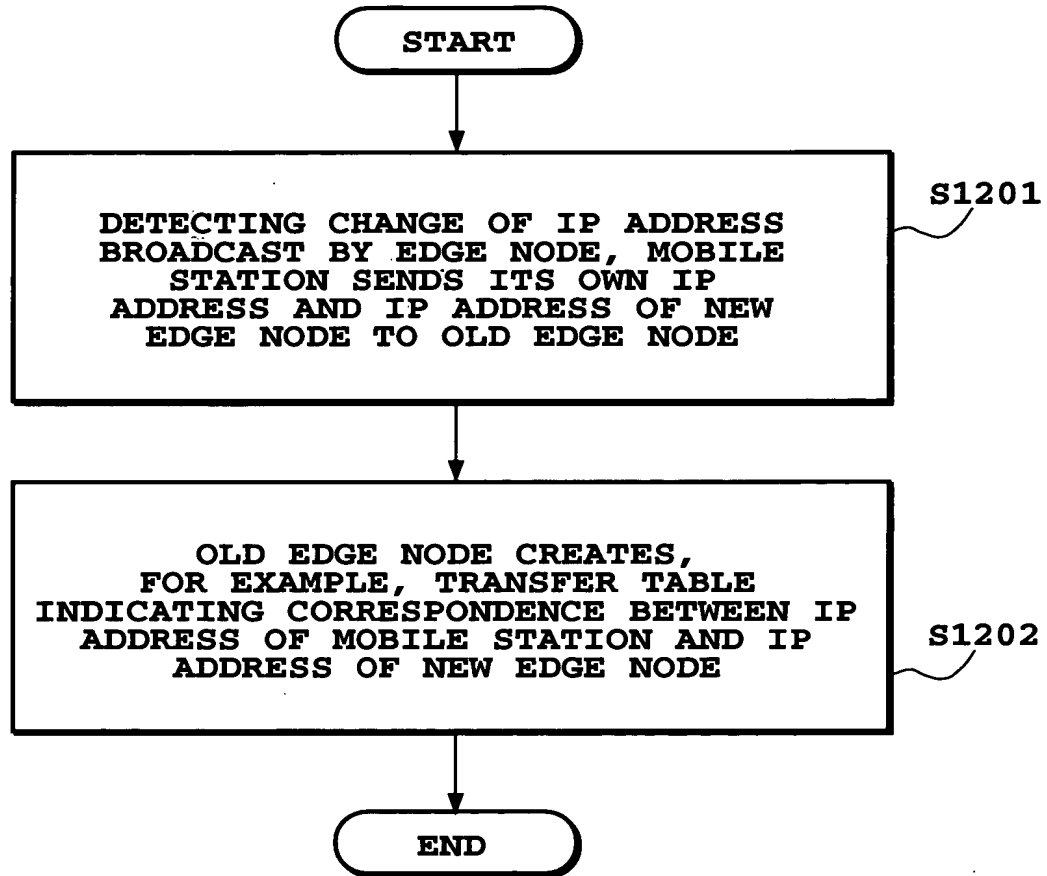 START
DETECTING CHANGE OF IP ADDRESS
BROADCAST BY EDGE NODE, MOBILE
STATION SENDS ITS OWN IP
ADDRESS AND IP ADDRESS OF NEW
EDGE NODE TO OLD EDGE NODE
S1201
OLD EDGE NODE CREATES,
FOR EXAMPLE, TRANSFER TABLE
INDICATING CORRESPONDENCE BETWEEN IP
ADDRESS OF MOBILE STATION AND IP
ADDRESS OF NEW EDGE NODE
S1202
END